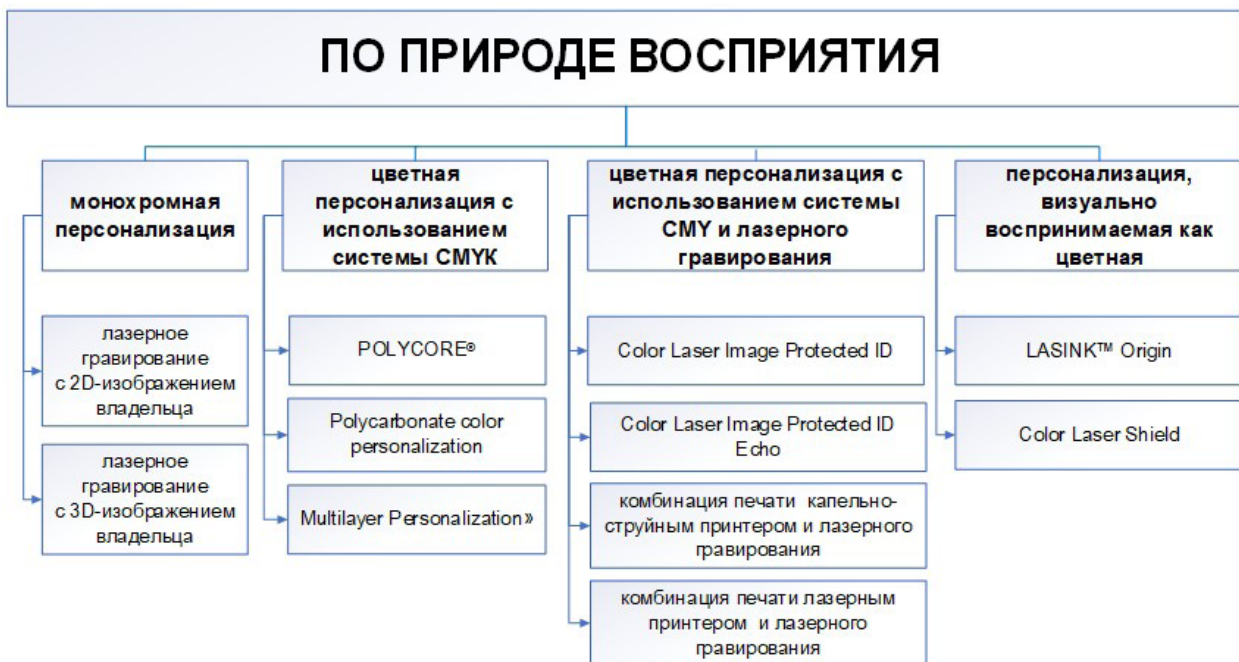 ПО ПРИРОДЕ ВОСПРИЯТИЯ
монохромная
персонализация
лазерное
гравирование
с 2D-изображением
владельца
лазерное
гравирование
с 3D-изображением
владельца
цветная
персонализация с
использованием
системы CMYK
POLYCORE®
Polycarbonate color
personalization
Multilayer Personalization»
цветная персонализация с
использованием системы
CMY и лазерного
гравирования
Color Laser Image Protected ID
Color Laser Image Protected ID
Echo
комбинация печати капельно-
струйным принтером и лазерного
гравирования
комбинация печати лазерным
принтером и лазерного
гравирования
персонализация,
визуально
воспринимаемая как
цветная
LASINK™ Origin
Color Laser Shield